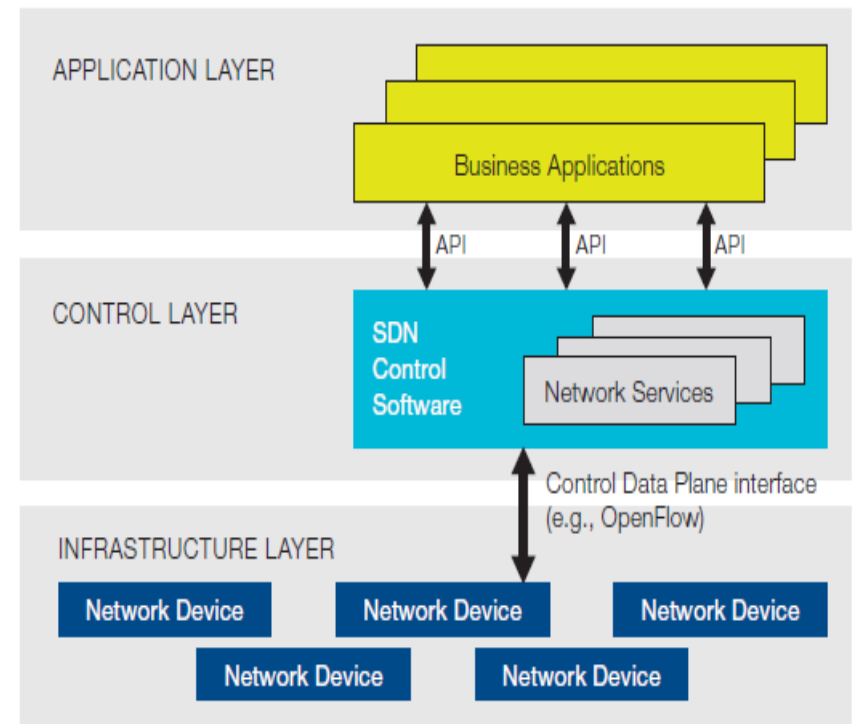 APPLICATION LAYER
Business Applications
API
API
API
CONTROL LAYER
SDN
Control
Software
Network Services
Control Data Plane interface
(e.g., OpenFlow)
INFRASTRUCTURE LAYER
Network Device
Network Device
Network Device
Network Device
Network Device